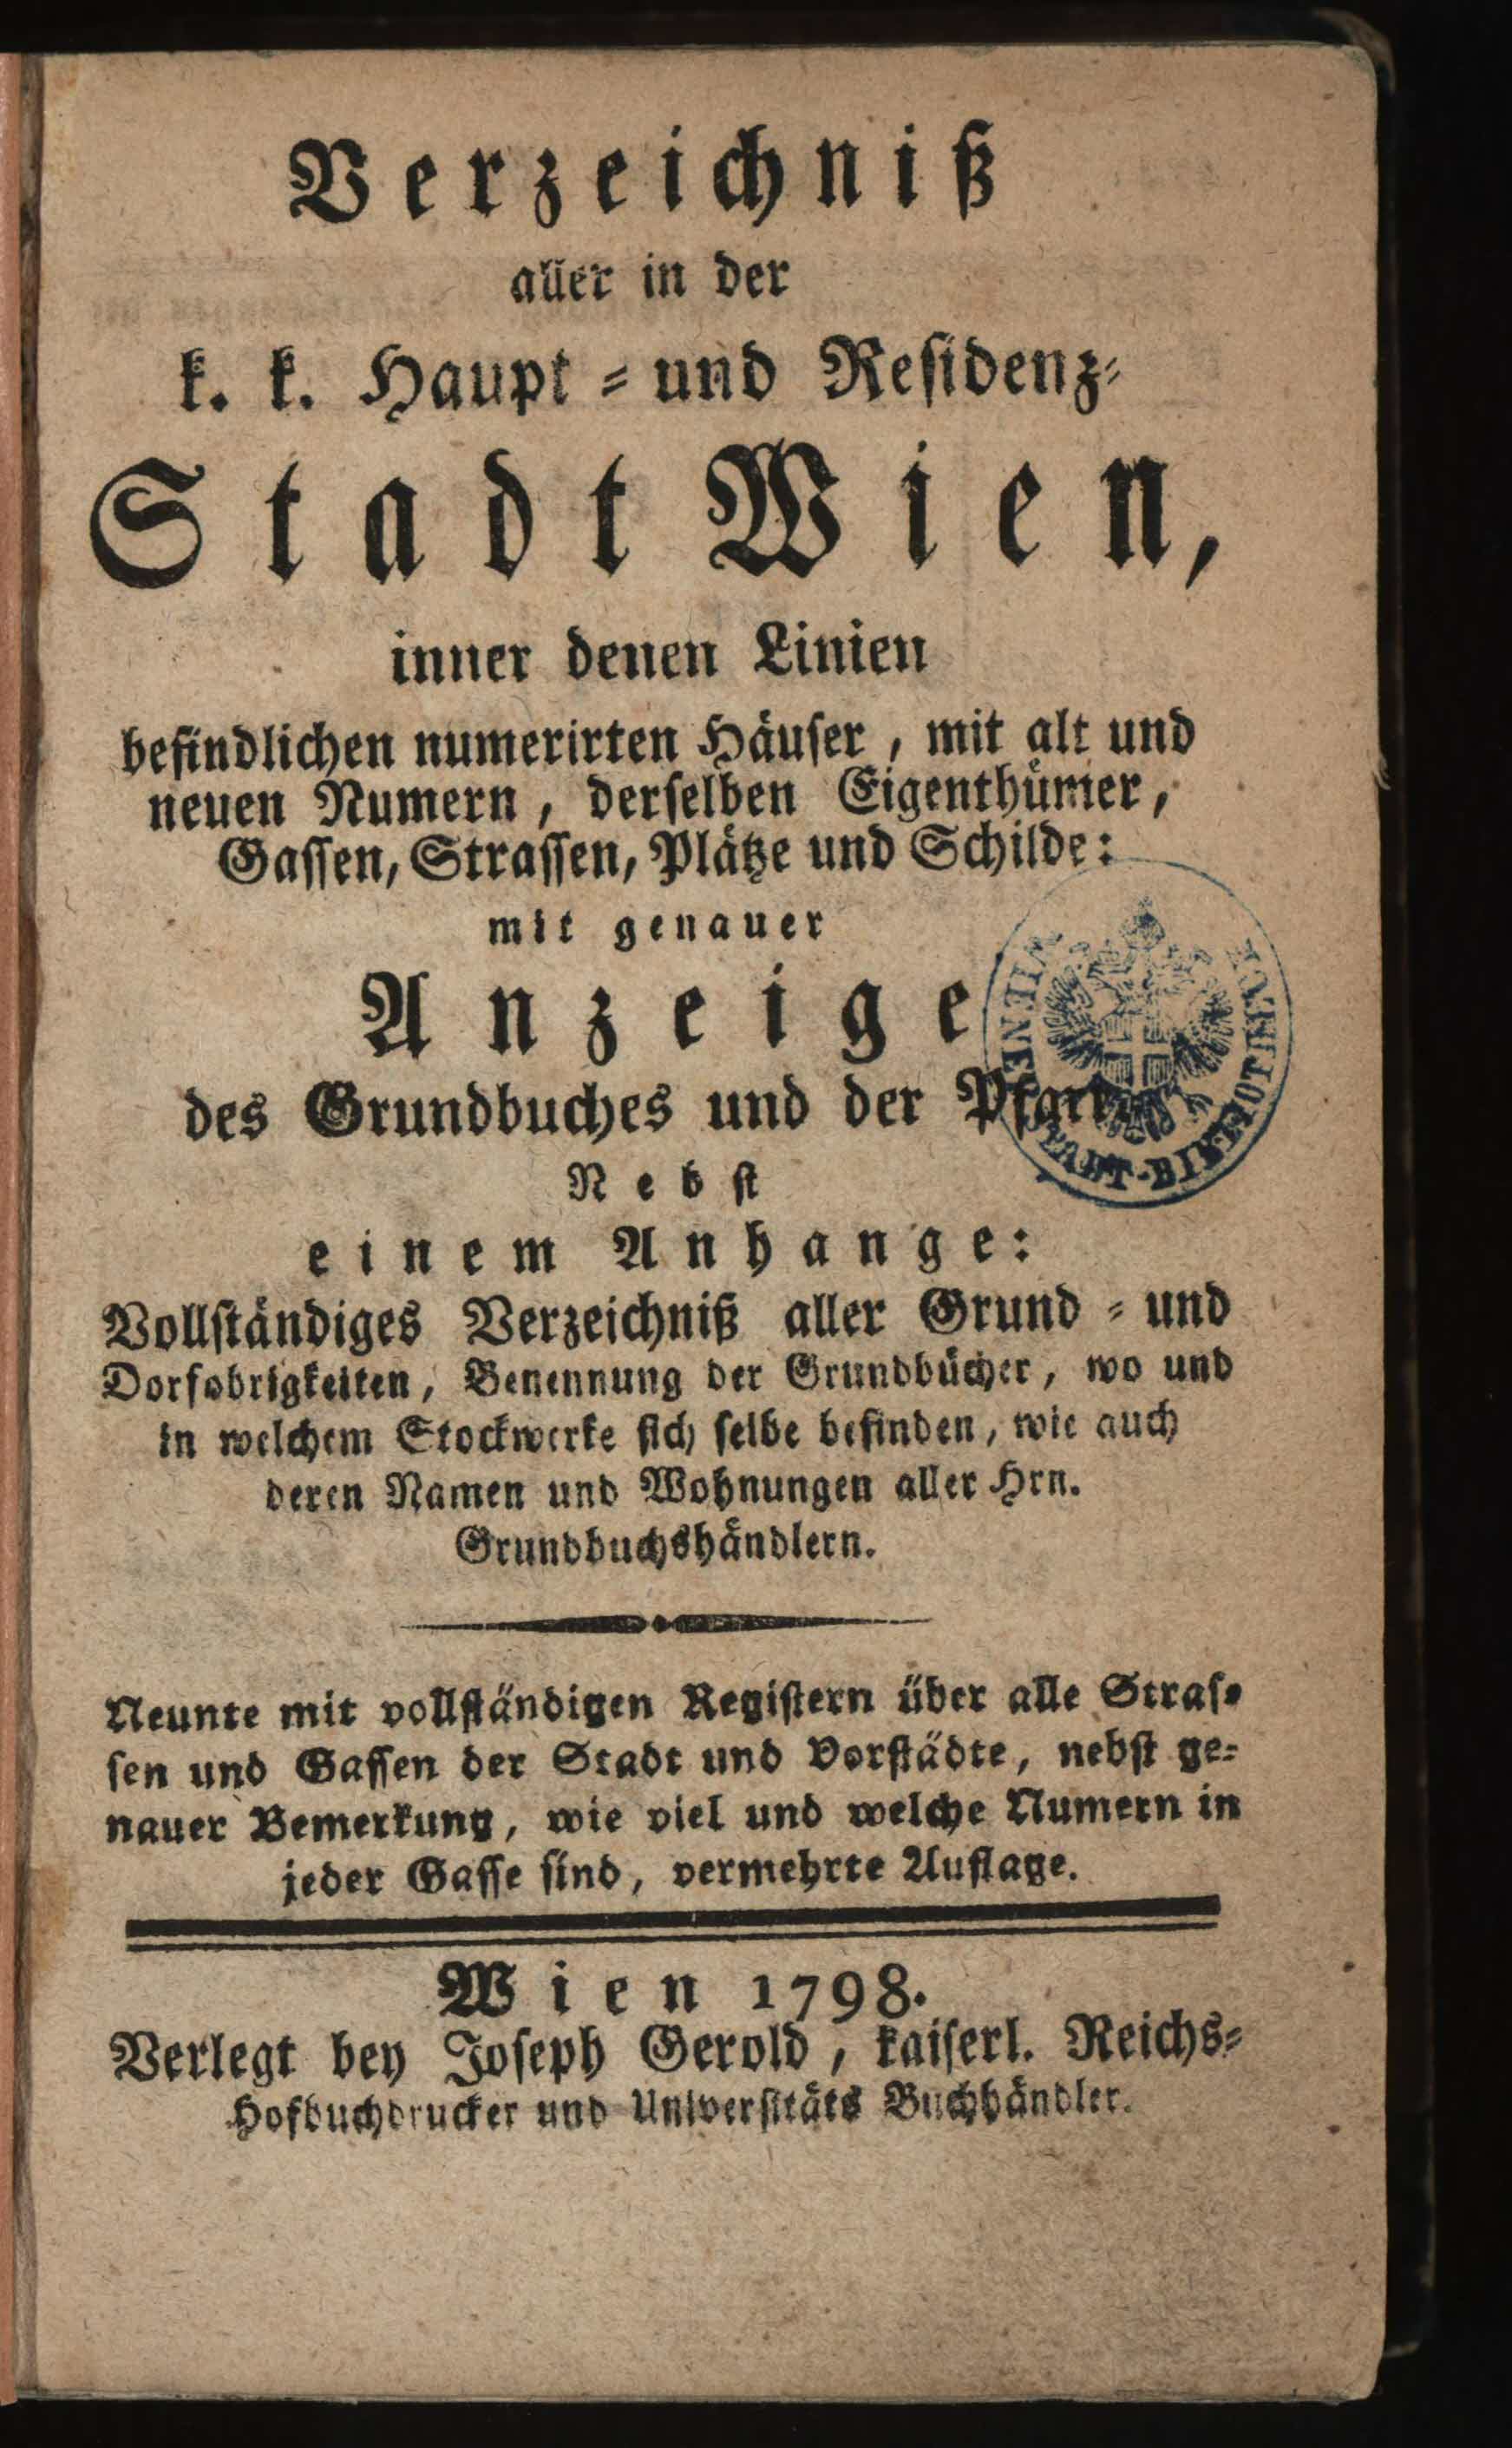 Verzeichniß
aller in der
k. k. Haupt = und Residenz=
Stadt Wien,
inner denen Linien
befindlichen numerirten Häuser, mit alt und
neuen Numern, derselben Eigenthümer,
Gassen, Strassen, Plätze und Schilde:
mit genauer
Anzeige
des Grundbuches und der
Nebst
einem Anhange:
Vollständiges Verzeichniß aller Grund = und
Dorfobrigkeiten, Benennung der Grundbücher, wo und
in welchem Stockwerke sich selbe befinden, wie auch
deren Namen und Wohnungen aller Hrn.
Grundbuchshändlern.
Neunte mit vollständigen Registern über alle Stras=
sen und Gassen der Stadt und Vorstädte, nebst ge=
nauer Bemerkung, wie viel und welche Numern in
jeder Gasse sind, vermehrte Auflage.
Wien 1798.
Verlegt bey Joseph Gerold, kaiserl. Reichs=
Hofbuchdrucker und Universitäts Buchhändler.